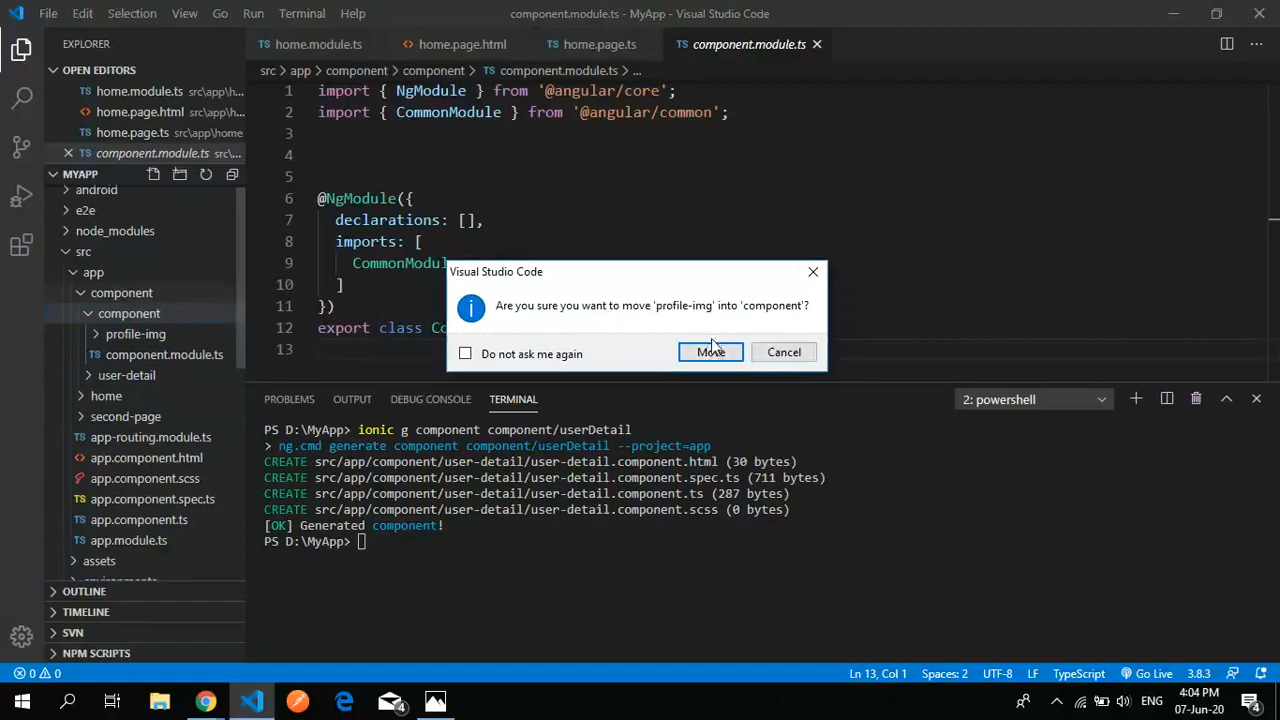 File Edit Selection View Go Run Terminal Help
component.module.ts - MyApp - Visual Studio Code
EXPLORER
OPEN EDITORS
home.module.ts src\app\h...
home.page.html src\app\h...
home.page.ts src\app\home
component.module.ts src\...
MYAPP
android
e2e
node_modules
src
app
component
component
profile-img
component.module.ts
user-detail
home
second-page
app-routing.module.ts
app.component.html
app.component.scss
app.component.spec.ts
app.component.ts
app.module.ts
assets
environments
OUTLINE
TIMELINE
SVN
NPM SCRIPTS
home.module.ts home.page.html home.page.ts component.module.ts
src > app > component > component > component.module.ts > ...
1 import { NgModule } from '@angular/core';
2 import { CommonModule } from '@angular/common';
3
4
5
6 @NgModule({
7 declarations: [],
8 imports: [
9 CommonModul
10 ]
11 })
12 export class Co
13
Visual Studio Code
Are you sure you want to move 'profile-img' into 'component'?
Do not ask me again
Move
Cancel
PROBLEMS OUTPUT DEBUG CONSOLE TERMINAL
2: powershell
PS D:\MyApp> ionic g component component/userDetail
> ng.cmd generate component component/userDetail --project=app
CREATE src/app/component/user-detail/user-detail.component.html (30 bytes)
CREATE src/app/component/user-detail/user-detail.component.spec.ts (711 bytes)
CREATE src/app/component/user-detail/user-detail.component.ts (287 bytes)
CREATE src/app/component/user-detail/user-detail.component.scss (0 bytes)
[OK] Generated component!
PS D:\MyApp>
0 0
Ln 13, Col 1 Spaces: 2 UTF-8 LF TypeScript Go Live 3.8.3
4
ENG
4:04 PM
07-Jun-20
4